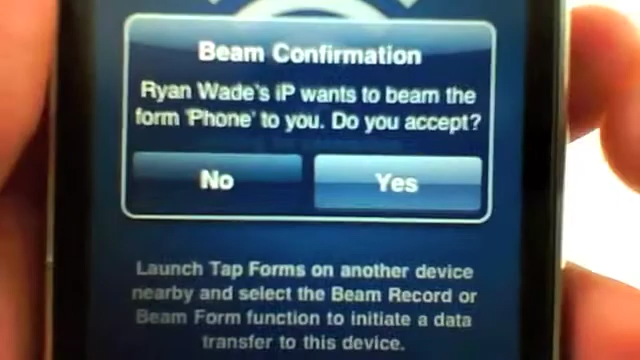 Beam Confirmation
Ryan Wade's iP wants to beam the
form 'Phone' to you. Do you accept?
No
Yes
Launch Tap Forms on another device
nearby and select the Beam Record or
Beam Form function to initiate a data
transfer to this device.